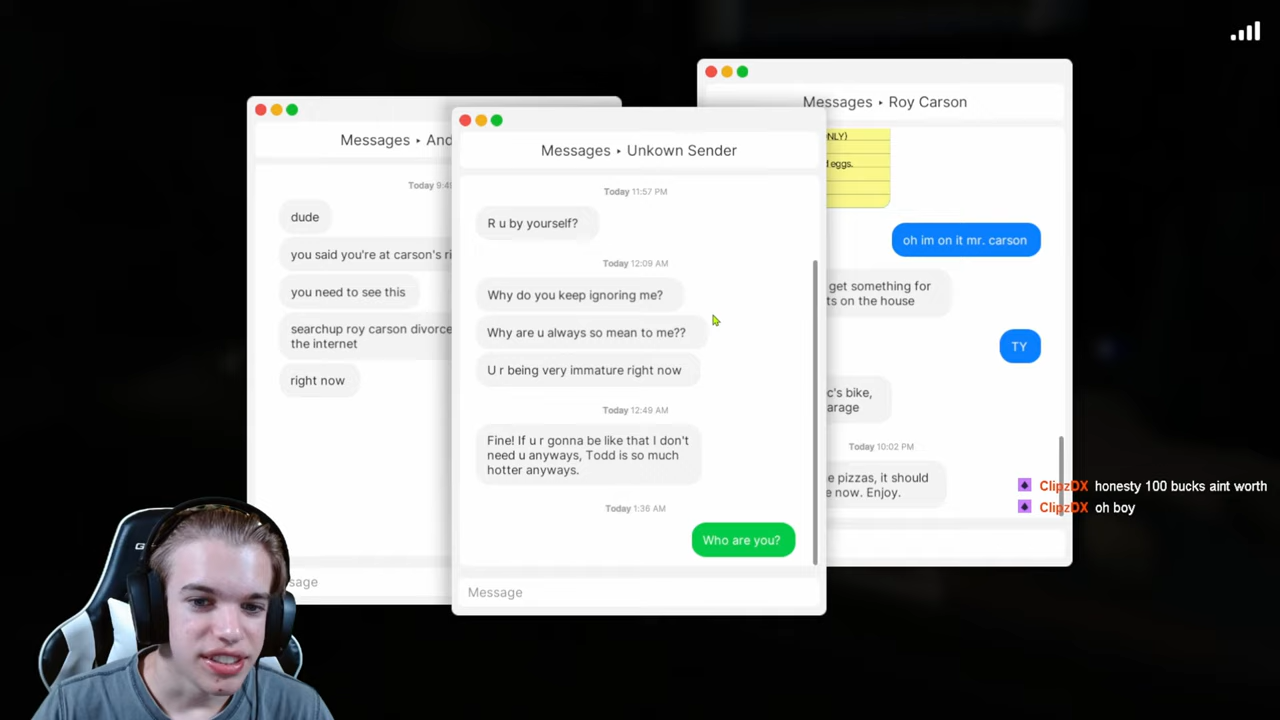 Messages ‣ And
Today 9:4
dude
you said you're at carson's ri
you need to see this
searchup roy carson divorce
the internet
right now
sage
Messages ‣ Unkown Sender
Today 11:57 PM
R u by yourself?
Today 12:09 AM
Why do you keep ignoring me?
Why are u always so mean to me??
U r being very immature right now
Today 12:49 AM
Fine! If u r gonna be like that I don't
need u anyways, Todd is so much
hotter anyways.
Today 1:36 AM
Who are you?
Message
Messages ‣ Roy Carson
NLY)
d eggs.
oh im on it mr. carson
get something for
ts on the house
TY
c's bike,
arage
Today 10:02 PM
e pizzas, it should
e now. Enjoy.
ClipzDX honesty 100 bucks aint worth
ClipzDX oh boy
G